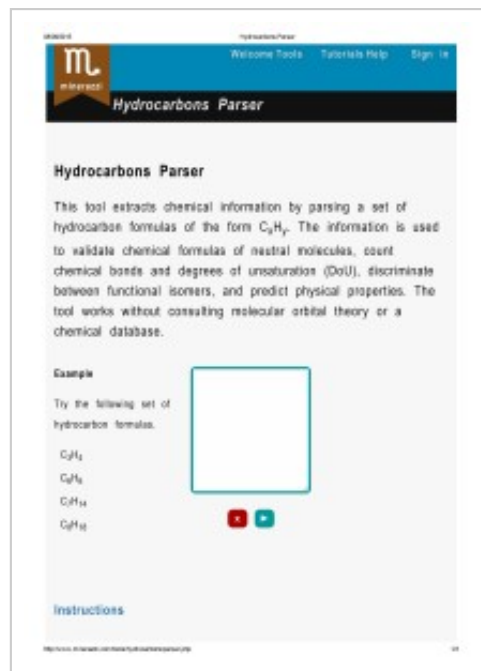 Hydrocarbons Parser
Welcome Tools Tutorials Help Sign In
m
minerazzi
Hydrocarbons Parser
Hydrocarbons Parser
This tool extracts chemical information by parsing a set of
hydrocarbon formulas of the form CxHy. The information is used
to validate chemical formulas of neutral molecules, count
chemical bonds and degrees of unsaturation (DoU), discriminate
between functional isomers, and predict physical properties. The
tool works without consulting molecular orbital theory or a
chemical database.
Example
Try the following set of
hydrocarbon formulas.
C7H14
x
Instructions